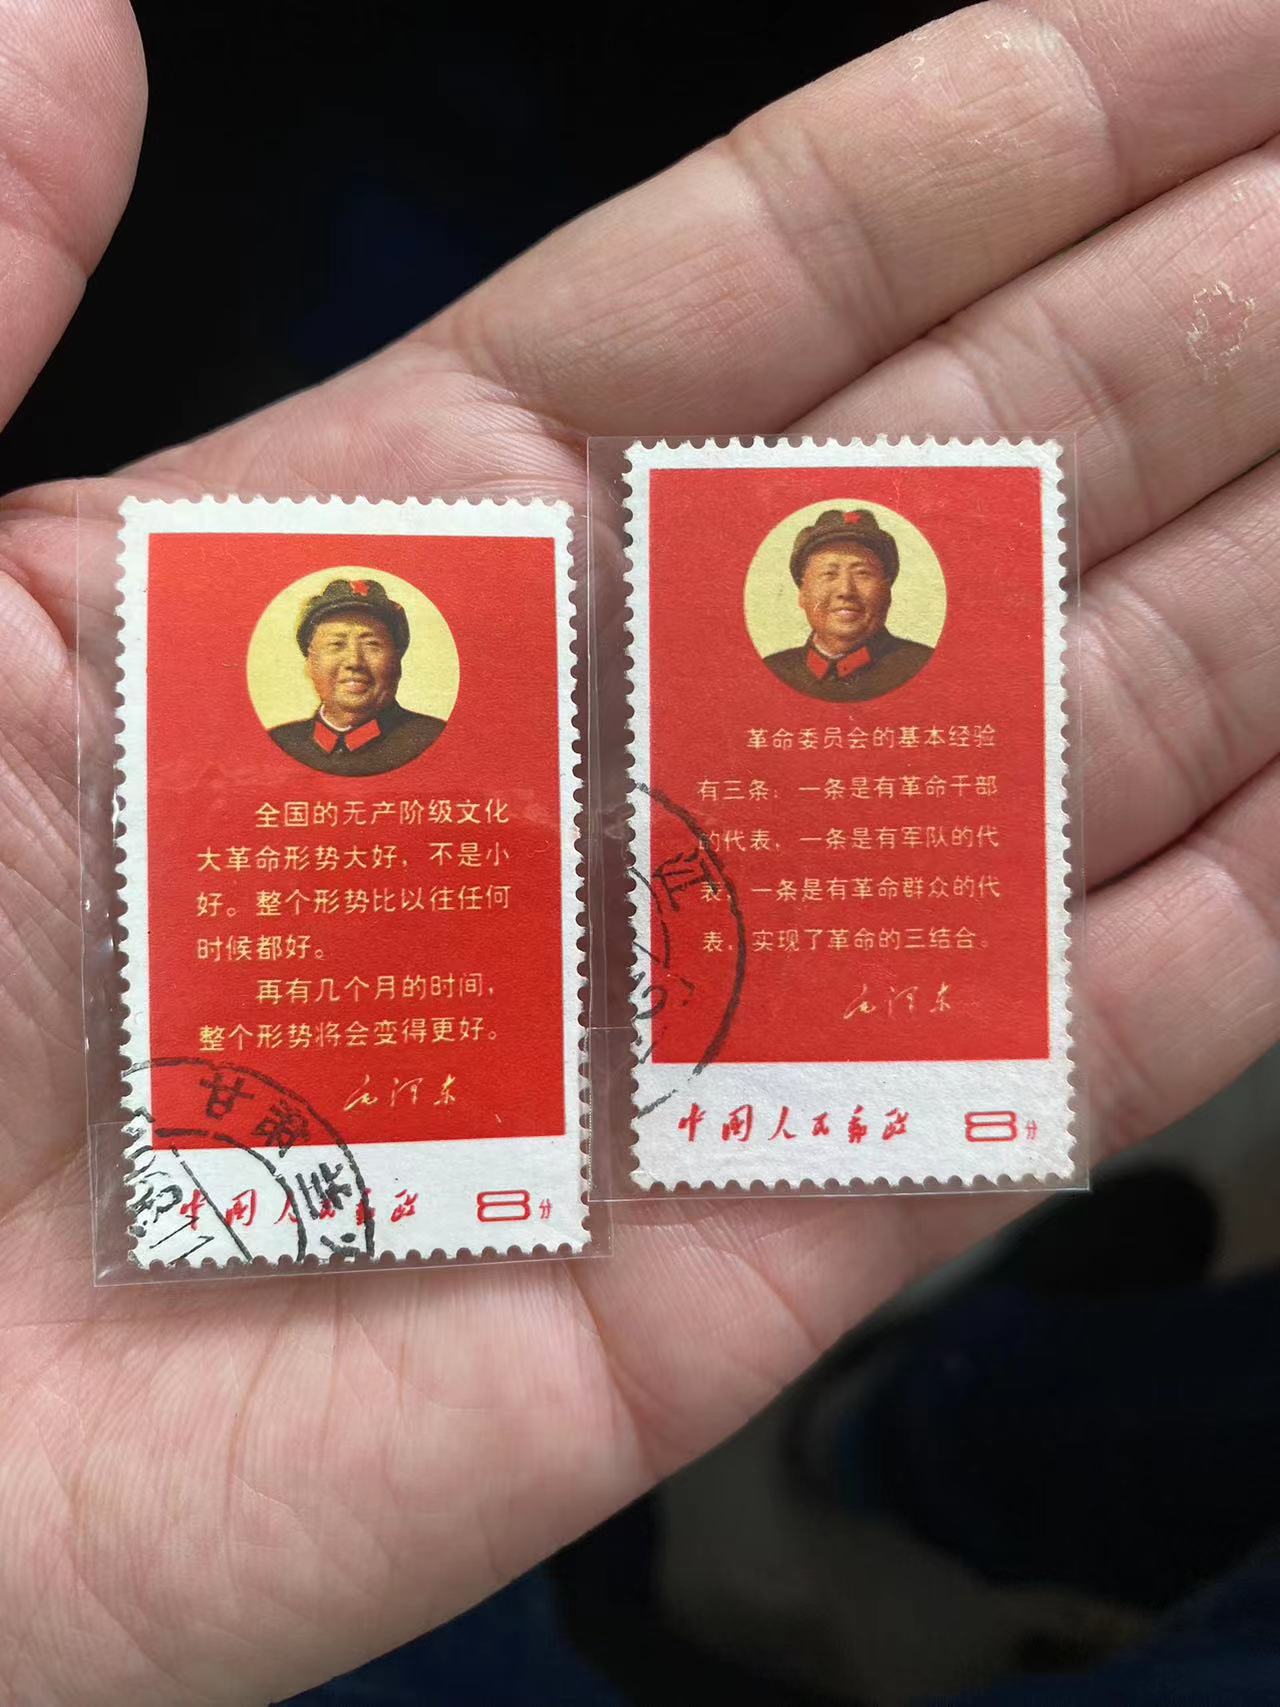 全国的无产阶级文化
大革命形势大好，不是小
好。整个形势比以往任何
时候都好。
再有几个月的时间，
整个形势将会变得更好。
毛泽东
甘肃
中国人民邮政 8分
革命委员会的基本经验
有三条：一条是有革命干部
的代表，一条是有军队的代
表，一条是有革命群众的代
表，实现了革命的三结合。
毛泽东
江
中国人民邮政 8分